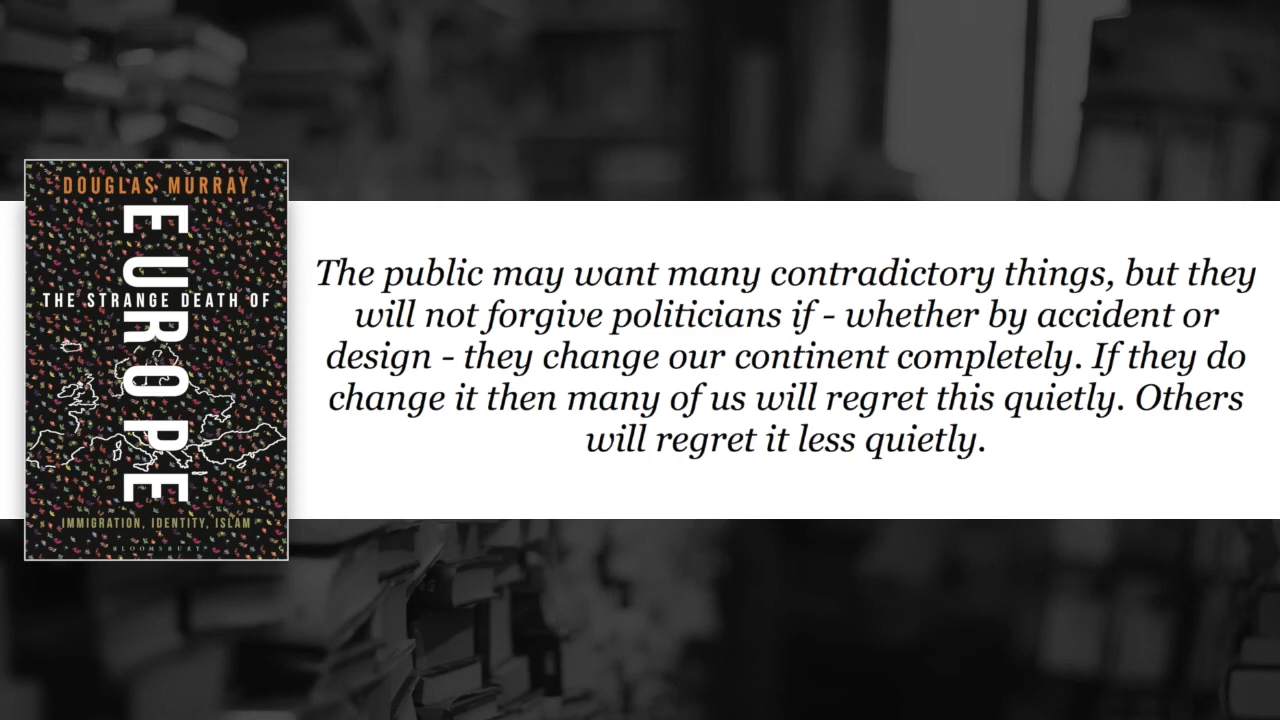 DOUGLAS MURRAY
EUROPE
THE STRANGE DEATH OF
IMMIGRATION, IDENTITY, ISLAM
BLOOMSBURY
The public may want many contradictory things, but they
will not forgive politicians if - whether by accident or
design - they change our continent completely. If they do
change it then many of us will regret this quietly. Others
will regret it less quietly.